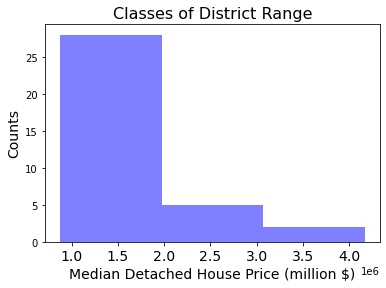 Classes of District Range
Counts
25
20
15
10
5
0
1.0 1.5 2.0 2.5 3.0 3.5 4.0
1e6
Median Detached House Price (million $)